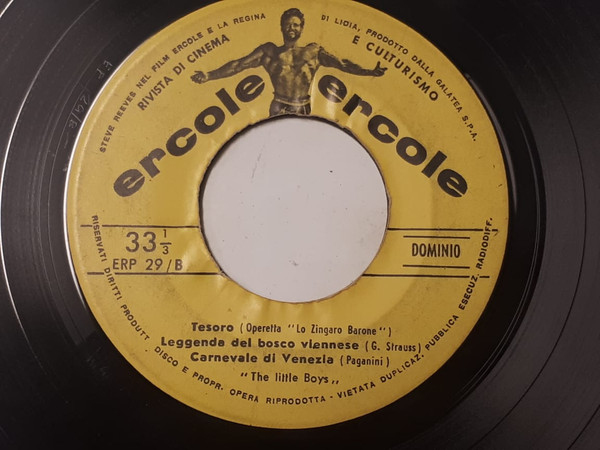 STEVE REEVES NEL FILM ERCOLE E LA REGINA DI LIDIA, PRODOTTO DALLA GALATEA S.P.A.
RIVISTA DI CINEMA E CULTURISMO
ercole ercole
33 1/3
ERP 29/B
DOMINIO
Tesoro (Operetta "Lo Zingaro Barone")
Leggenda del bosco viennese (G. Strauss)
Carnevale di Venezia (Paganini)
"The little Boys"
RISERVATI DIRITTI PRODUTT DISCO E PROPR. OPERA RIPRODOTTA - VIETATA DUPLICAZ. PUBBLICA ESECUZ. RADIODIFF.